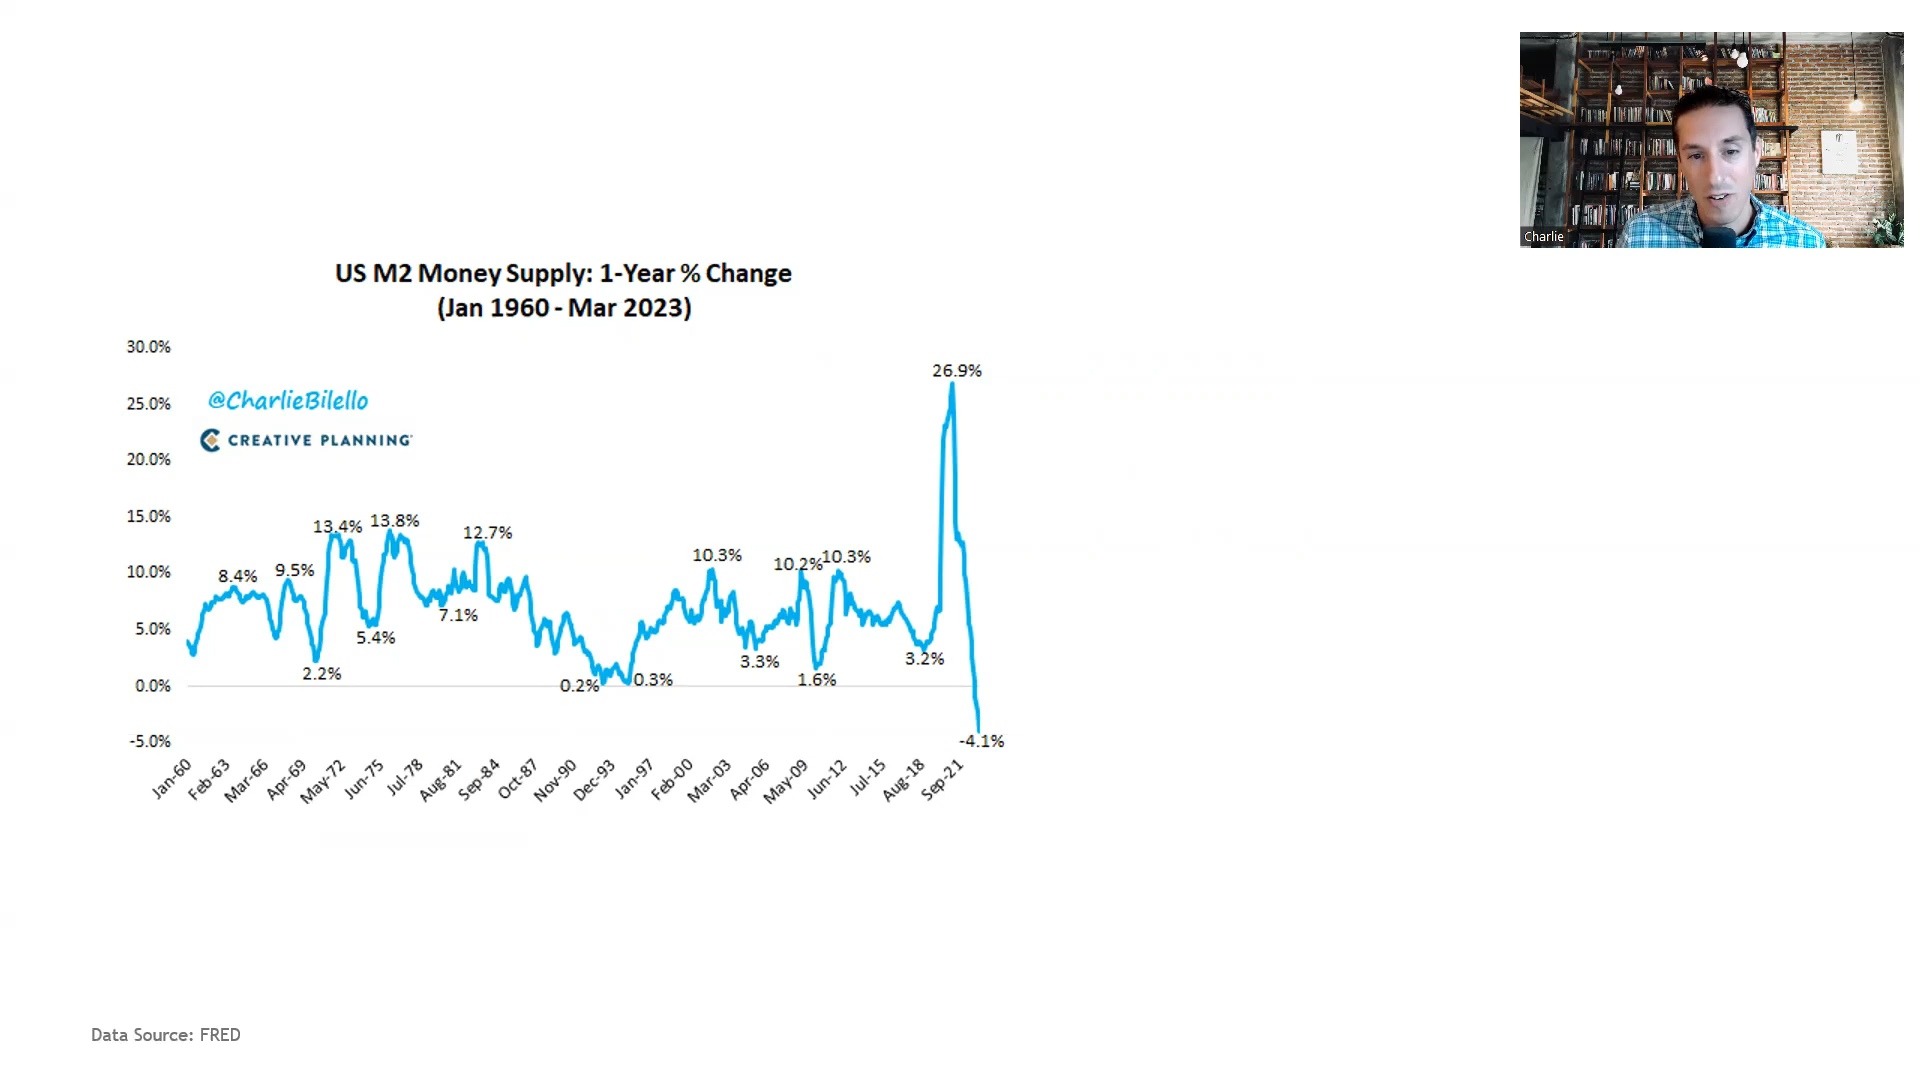 Charlie
US M2 Money Supply: 1-Year % Change
(Jan 1960 - Mar 2023)
30.0%
25.0%
20.0%
15.0%
10.0%
5.0%
0.0%
-5.0%
@CharlieBilello
CREATIVE PLANNING
8.4%
9.5%
2.2%
13.4%
5.4%
13.8%
7.1%
12.7%
0.2%
0.3%
10.3%
3.3%
10.2%
1.6%
10.3%
3.2%
26.9%
-4.1%
Jan-60
Feb-63
Mar-66
Apr-69
May-72
Jun-75
Jul-78
Aug-81
Sep-84
Oct-87
Nov-90
Dec-93
Jan-97
Feb-00
Mar-03
Apr-06
May-09
Jun-12
Jul-15
Aug-18
Sep-21
Data Source: FRED